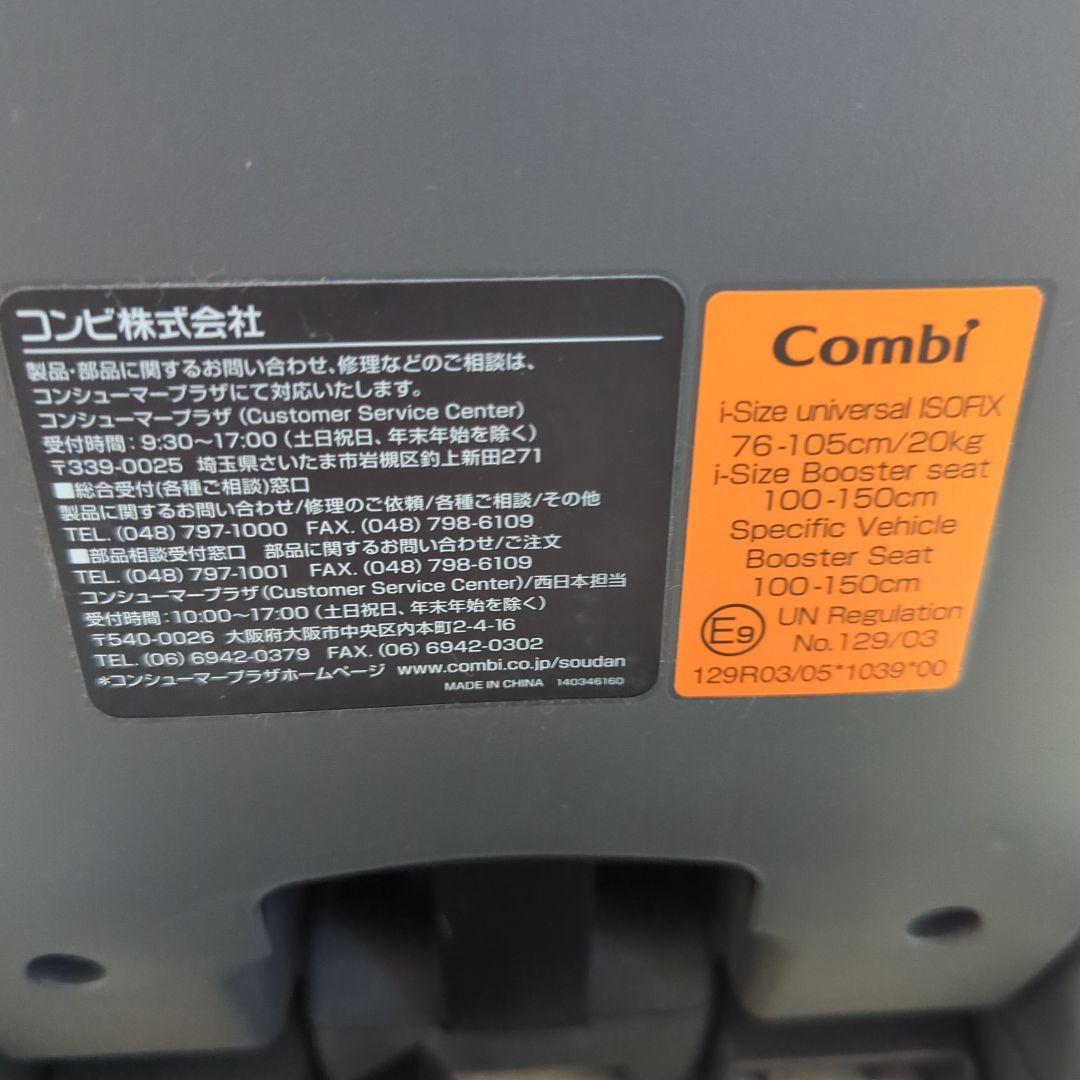 コンビ株式会社
製品・部品に関するお問い合わせ、修理などのご相談は、
コンシューマープラザにて対応いたします。
コンシューマープラザ (Customer Service Center)
受付時間：9:30～17:00 (土日祝日、年末年始を除く)
〒339-0025 埼玉県さいたま市岩槻区釣上新田271
■総合受付(各種ご相談)窓口
製品に関するお問い合わせ/修理のご依頼/各種ご相談/その他
TEL. (048) 797-1000 FAX. (048) 798-6109
■部品相談受付窓口 部品に関するお問い合わせ/ご注文
TEL. (048) 797-1001 FAX. (048) 798-6109
コンシューマープラザ(Customer Service Center)/西日本担当
受付時間：10:00～17:00 (土日祝日、年末年始を除く)
〒540-0026 大阪府大阪市中央区内本町2-4-16
TEL. (06) 6942-0379 FAX. (06) 6942-0302
*コンシューマープラザホームページ www.combi.co.jp/soudan
MADE IN CHINA 140346160
Combi
i-Size universal ISOFIX
76-105cm/20kg
i-Size Booster seat
100-150cm
Specific Vehicle
Booster Seat
100-150cm
E9 UN Regulation
No.129/03
129R03/05*1039*00